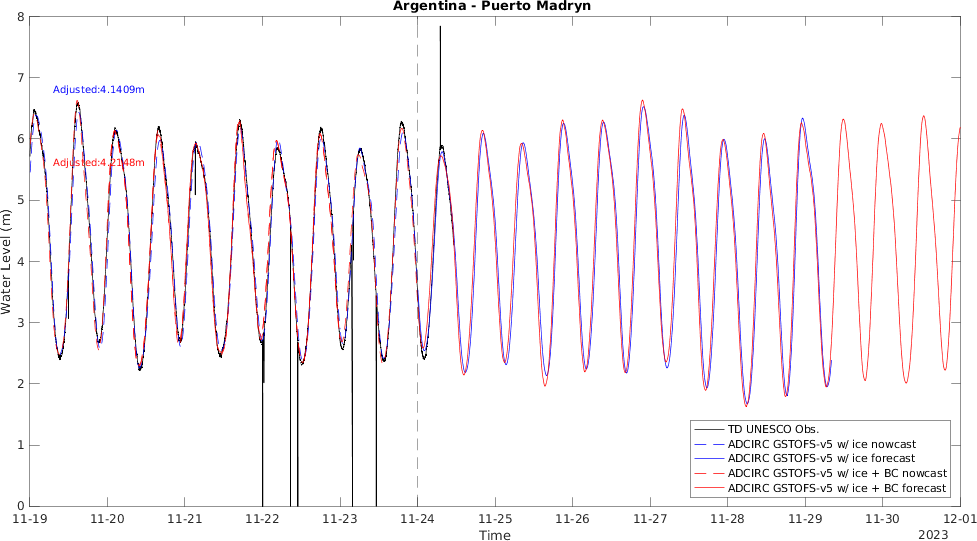 Argentina - Puerto Madryn
8
7
6
5
4
3
2
1
0
Water Level (m)
Adjusted:4.1409m
Adjusted:4.2148m
TD UNESCO Obs.
ADCIRC GSTOFS-v5 w/ ice nowcast
ADCIRC GSTOFS-v5 w/ ice forecast
ADCIRC GSTOFS-v5 w/ ice + BC nowcast
ADCIRC GSTOFS-v5 w/ ice + BC forecast
11-19 11-20 11-21 11-22 11-23 11-24 11-25 11-26 11-27 11-28 11-29 11-30 12-01
Time
2023